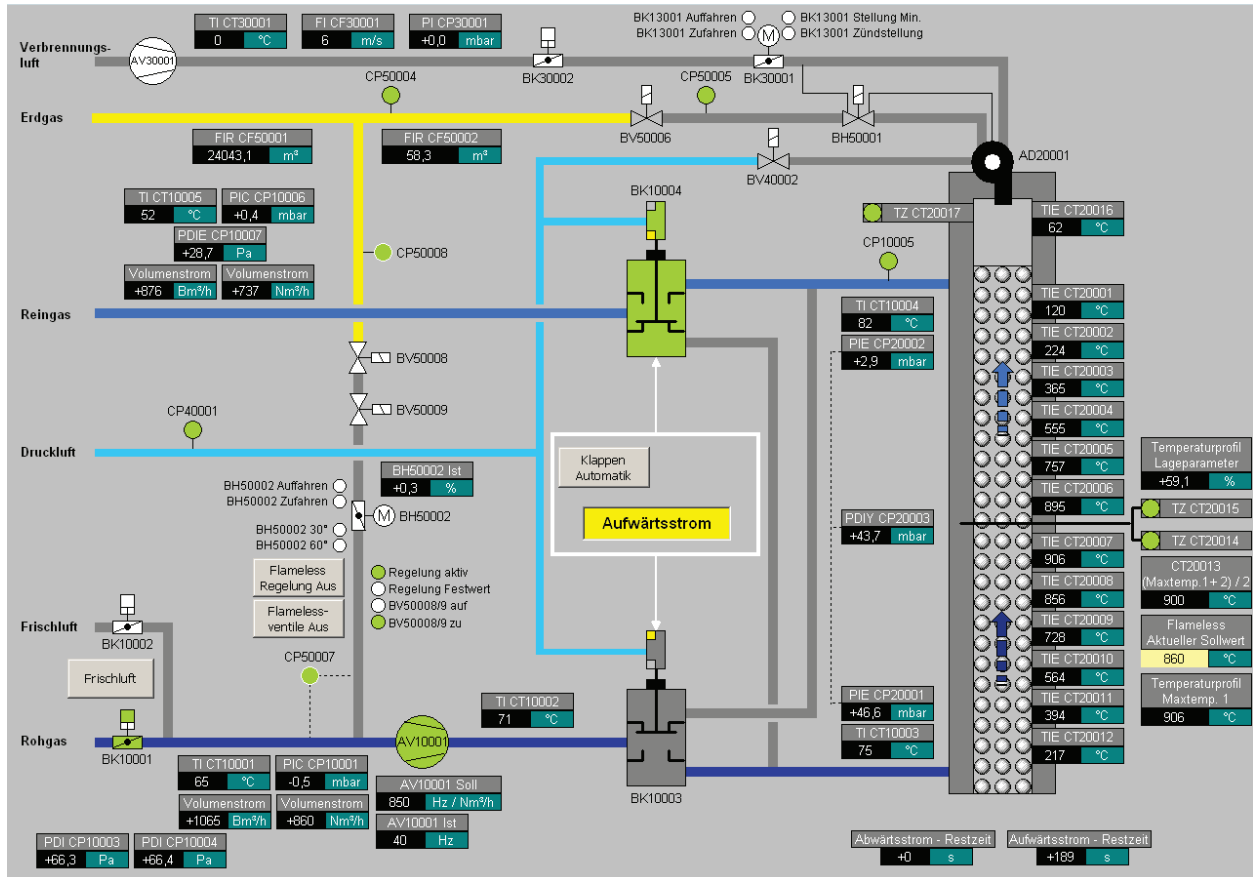 TI CT30001
0 °C
FI CF30001
6 m/s
PI CP30001
+0,0 mbar
BK13001 Auffahren
BK13001 Zufahren
M
BK13001 Stellung Min.
BK13001 Zündstellung
Verbrennungs-
luft
AV30001
BK30002
BK30001
CP50004
CP50005
Erdgas
FIR CF50001
24043,1 m³
FIR CF50002
58,3 m³
BV50006
BH50001
BV40002
AD20001
TI CT10005
52 °C
PIC CP10006
+0,4 mbar
PDIE CP10007
+28,7 Pa
Volumenstrom
+876 Bm³/h
Volumenstrom
+737 Nm³/h
CP50008
BK10004
TZ CT20017
CP10005
TIE CT20016
62 °C
Reingas
TI CT10004
82 °C
PIE CP20002
+2,9 mbar
TIE CT20001
120 °C
TIE CT20002
224 °C
TIE CT20003
365 °C
TIE CT20004
555 °C
TIE CT20005
757 °C
TIE CT20006
895 °C
BV50008
BV50009
CP40001
Druckluft
BH50002 Ist
+0,3 %
Klappen
Automatik
Aufwärtsstrom
Temperaturprofil
Lageparameter
+59,1 %
TZ CT20015
TZ CT20014
BH50002 Auffahren
BH50002 Zufahren
M
BH50002
BH50002 30°
BH50002 60°
PDIY CP20003
+43,7 mbar
TIE CT20007
906 °C
TIE CT20008
856 °C
TIE CT20009
728 °C
TIE CT20010
564 °C
TIE CT20011
394 °C
TIE CT20012
217 °C
CT20013
(Maxtemp.1+ 2) / 2
900 °C
Flameless
Aktueller Sollwert
860 °C
Temperaturprofil
Maxtemp. 1
906 °C
Flameless
Regelung Aus
Flameless-
ventile Aus
Regelung aktiv
Regelung Festwert
BV50008/9 auf
BV50008/9 zu
Frischluft
BK10002
Frischluft
CP50007
Rohgas
BK10001
AV10001
TI CT10002
71 °C
BK10003
PIE CP20001
+46,6 mbar
TI CT10003
75 °C
TI CT10001
65 °C
PIC CP10001
-0,5 mbar
Volumenstrom
+1065 Bm³/h
Volumenstrom
+860 Nm³/h
AV10001 Soll
850 Hz / Nm³/h
AV10001 Ist
40 Hz
PDI CP10003
+66,3 Pa
PDI CP10004
+66,4 Pa
Abwärtsstrom - Restzeit
+0 s
Aufwärtsstrom - Restzeit
+189 s